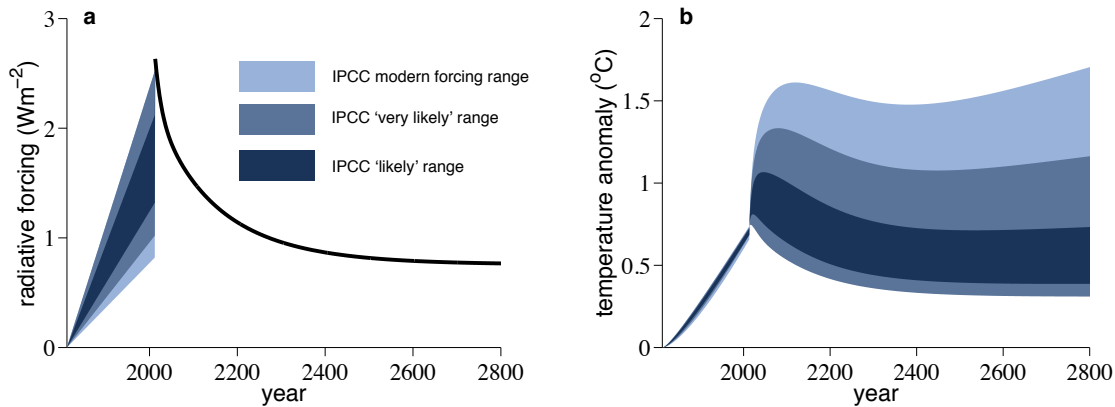 a
3
2
1
0
radiative forcing (Wm−2)
IPCC modern forcing range
IPCC ‘very likely’ range
IPCC ‘likely’ range
2000 2200 2400 2600 2800
year
b
2
1.5
1
0.5
0
temperature anomaly (oC)
2000 2200 2400 2600 2800
year